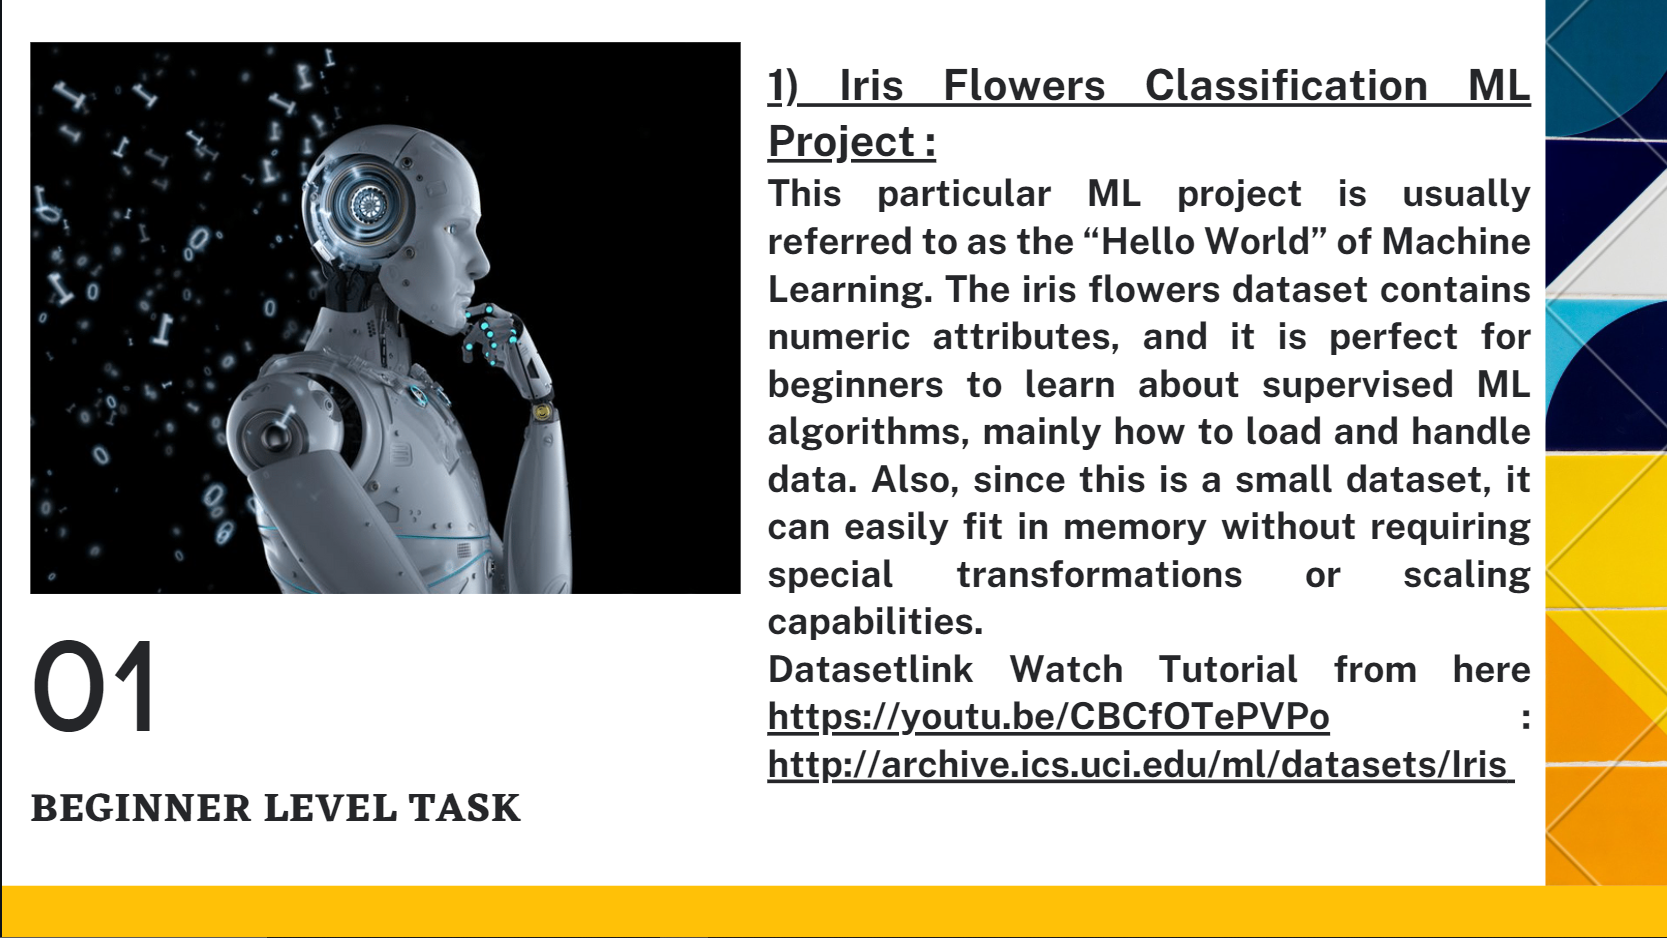 1) Iris Flowers Classification ML
Project :
This particular ML project is usually
referred to as the “Hello World” of Machine
Learning. The iris flowers dataset contains
numeric attributes, and it is perfect for
beginners to learn about supervised ML
algorithms, mainly how to load and handle
data. Also, since this is a small dataset, it
can easily fit in memory without requiring
special transformations or scaling
capabilities.
Datasetlink Watch Tutorial from here
https://youtu.be/CBCfOTePVPo :
http://archive.ics.uci.edu/ml/datasets/Iris
01
BEGINNER LEVEL TASK